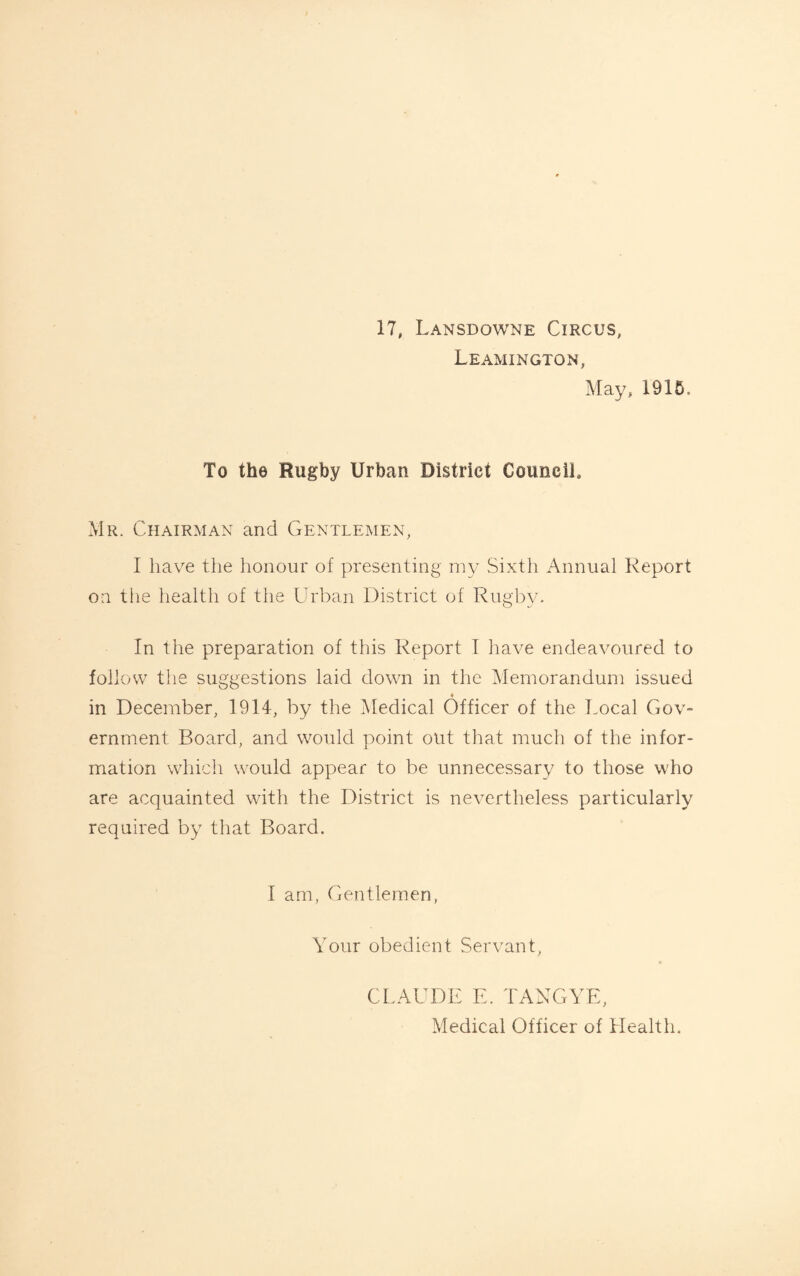 17, Lansdowne Circus,
Leamington,
May, 1915.
To the Rugby Urban District Council.
Mr. Chairman and Gentlemen,
I have the honour of presenting my Sixth Annual Report
on the health of the Urban District of Rugby.
In the preparation of this Report I have endeavoured to
follow the suggestions laid down in the Memorandum issued
in December, 1914, by the Medical Officer of the Local Gov-
ernment Board, and would point out that much of the infor-
mation which would appear to be unnecessary to those who
are acquainted with the District is nevertheless particularly
required by that Board.
I am, Gentlemen,
Your obedient Servant,
CLAUDE E. TANGYE,
Medical Officer of Health.